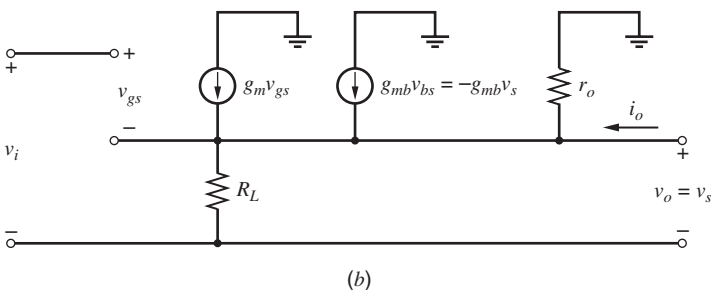 + +
v_gs g_m v_gs g_mb v_bs = −g_mb v_s r_o
i_o
−
v_i +
R_L v_o = v_s
− −
(b)